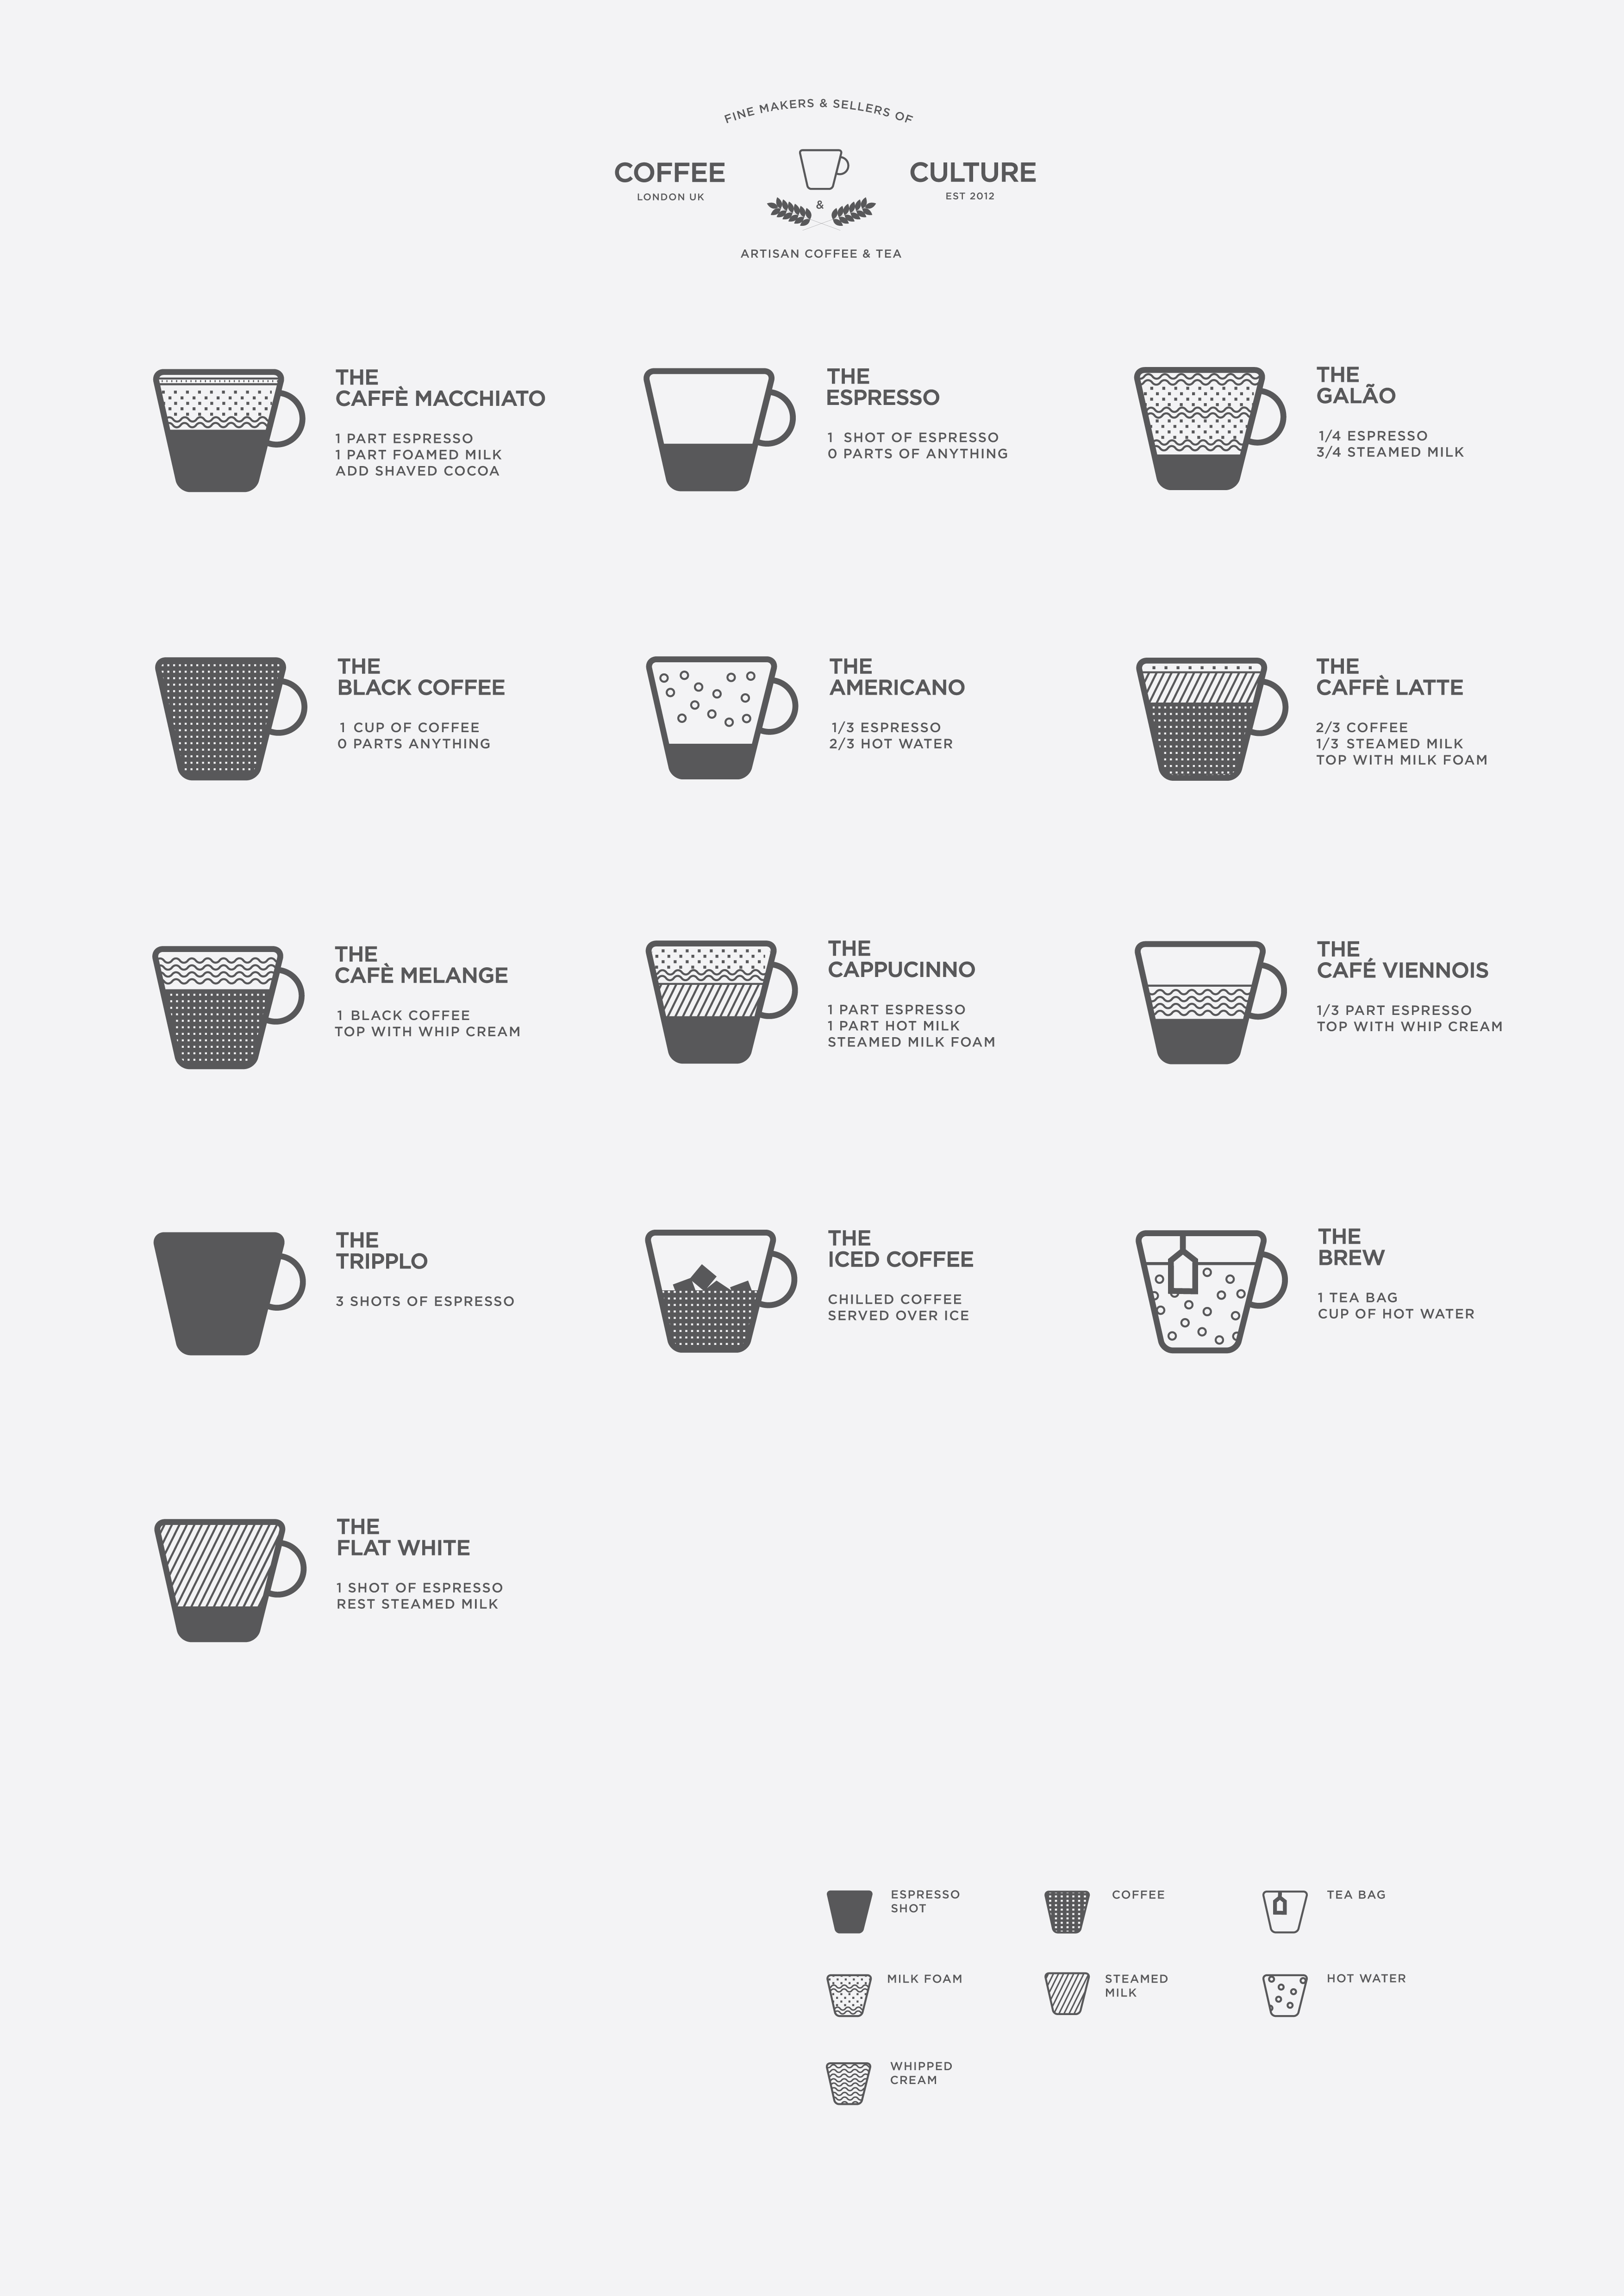 FINE MAKERS & SELLERS OF
COFFEE
LONDON UK
&
CULTURE
EST 2012
ARTISAN COFFEE & TEA
THE
CAFFÈ MACCHIATO
1 PART ESPRESSO
1 PART FOAMED MILK
ADD SHAVED COCOA
THE
ESPRESSO
1 SHOT OF ESPRESSO
0 PARTS OF ANYTHING
THE
GALÃO
1/4 ESPRESSO
3/4 STEAMED MILK
THE
BLACK COFFEE
1 CUP OF COFFEE
0 PARTS ANYTHING
THE
AMERICANO
1/3 ESPRESSO
2/3 HOT WATER
THE
CAFFÈ LATTE
2/3 COFFEE
1/3 STEAMED MILK
TOP WITH MILK FOAM
THE
CAFÈ MELANGE
1 BLACK COFFEE
TOP WITH WHIP CREAM
THE
CAPPUCINNO
1 PART ESPRESSO
1 PART HOT MILK
STEAMED MILK FOAM
THE
CAFÉ VIENNOIS
1/3 PART ESPRESSO
TOP WITH WHIP CREAM
THE
TRIPPLO
3 SHOTS OF ESPRESSO
THE
ICED COFFEE
CHILLED COFFEE
SERVED OVER ICE
THE
BREW
1 TEA BAG
CUP OF HOT WATER
THE
FLAT WHITE
1 SHOT OF ESPRESSO
REST STEAMED MILK
ESPRESSO
SHOT
COFFEE
TEA BAG
MILK FOAM
STEAMED
MILK
HOT WATER
WHIPPED
CREAM